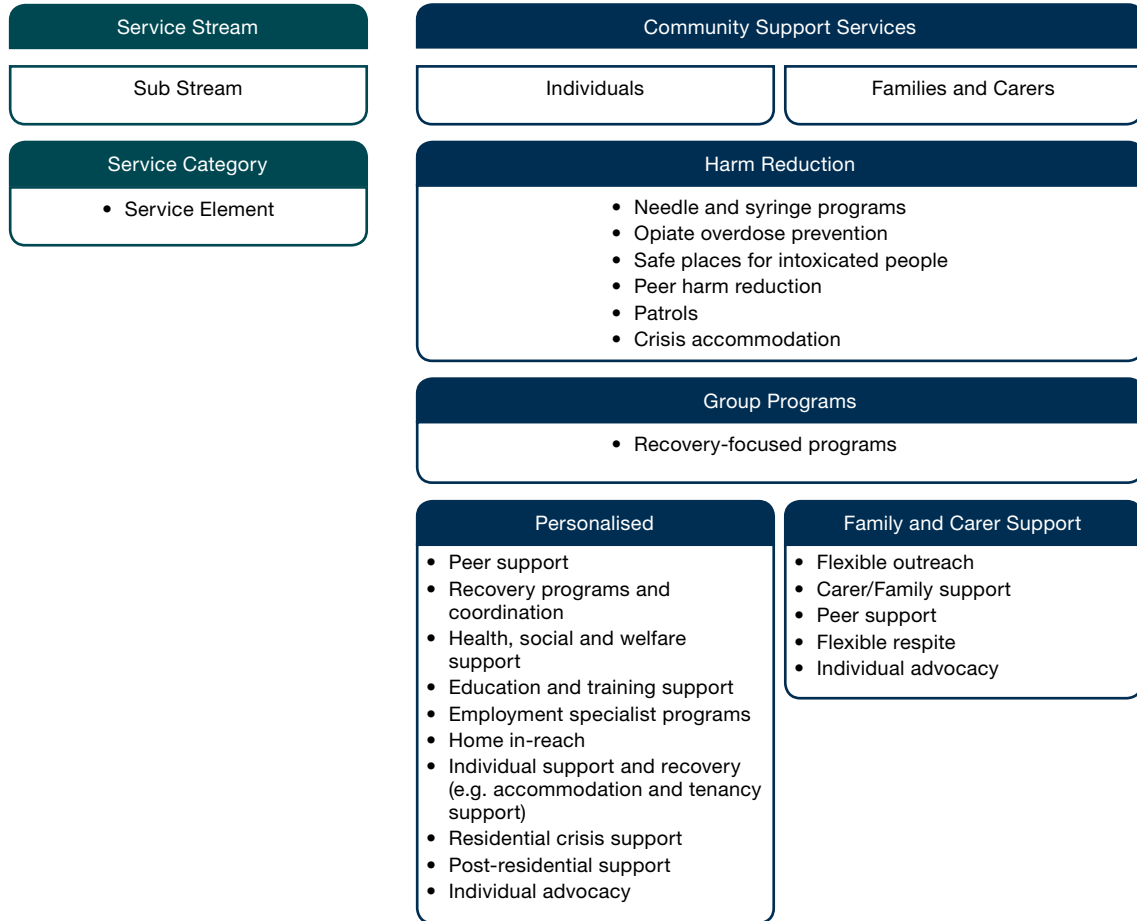 Service Stream
Sub Stream
Service Category
• Service Element
Community Support Services
Individuals
Families and Carers
Harm Reduction
• Needle and syringe programs
• Opiate overdose prevention
• Safe places for intoxicated people
• Peer harm reduction
• Patrols
• Crisis accommodation
Group Programs
• Recovery-focused programs
Personalised
• Peer support
• Recovery programs and
coordination
• Health, social and welfare
support
• Education and training support
• Employment specialist programs
• Home in-reach
• Individual support and recovery
(e.g. accommodation and tenancy
support)
• Residential crisis support
• Post-residential support
• Individual advocacy
Family and Carer Support
• Flexible outreach
• Carer/Family support
• Peer support
• Flexible respite
• Individual advocacy